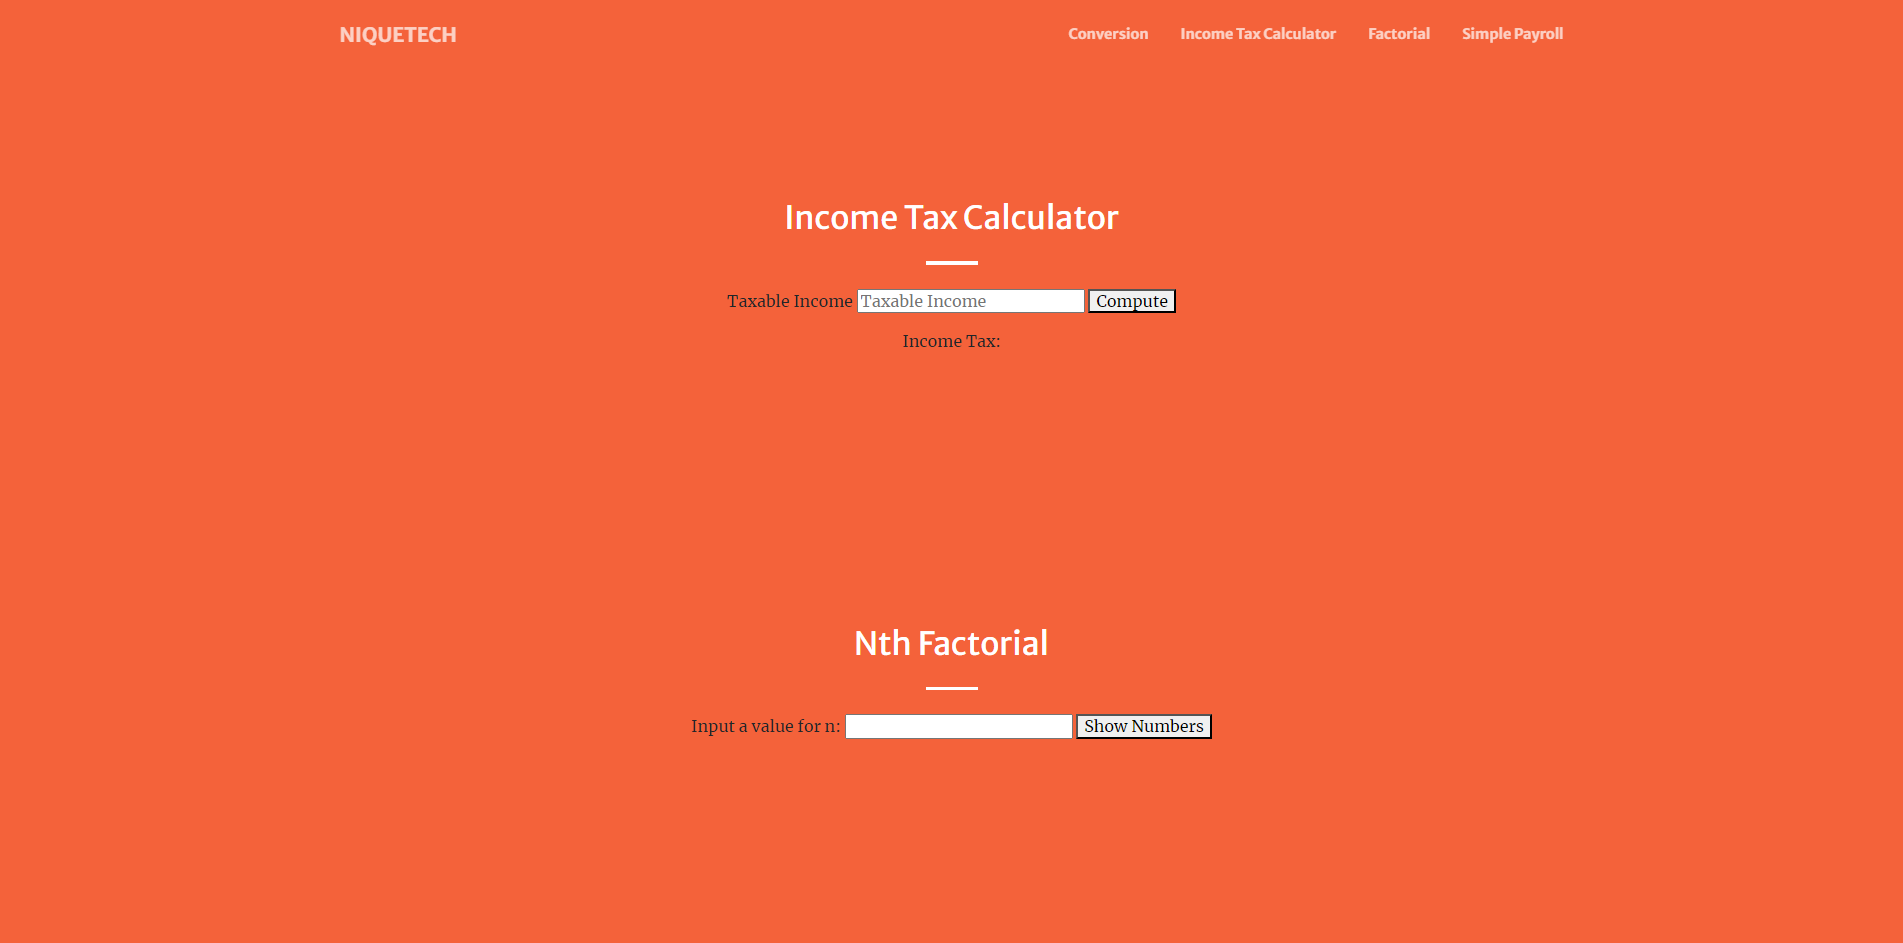 NIQUETECH Conversion Income Tax Calculator Factorial Simple Payroll
Income Tax Calculator
Taxable Income Taxable Income Compute
Income Tax:
Nth Factorial
Input a value for n: Show Numbers